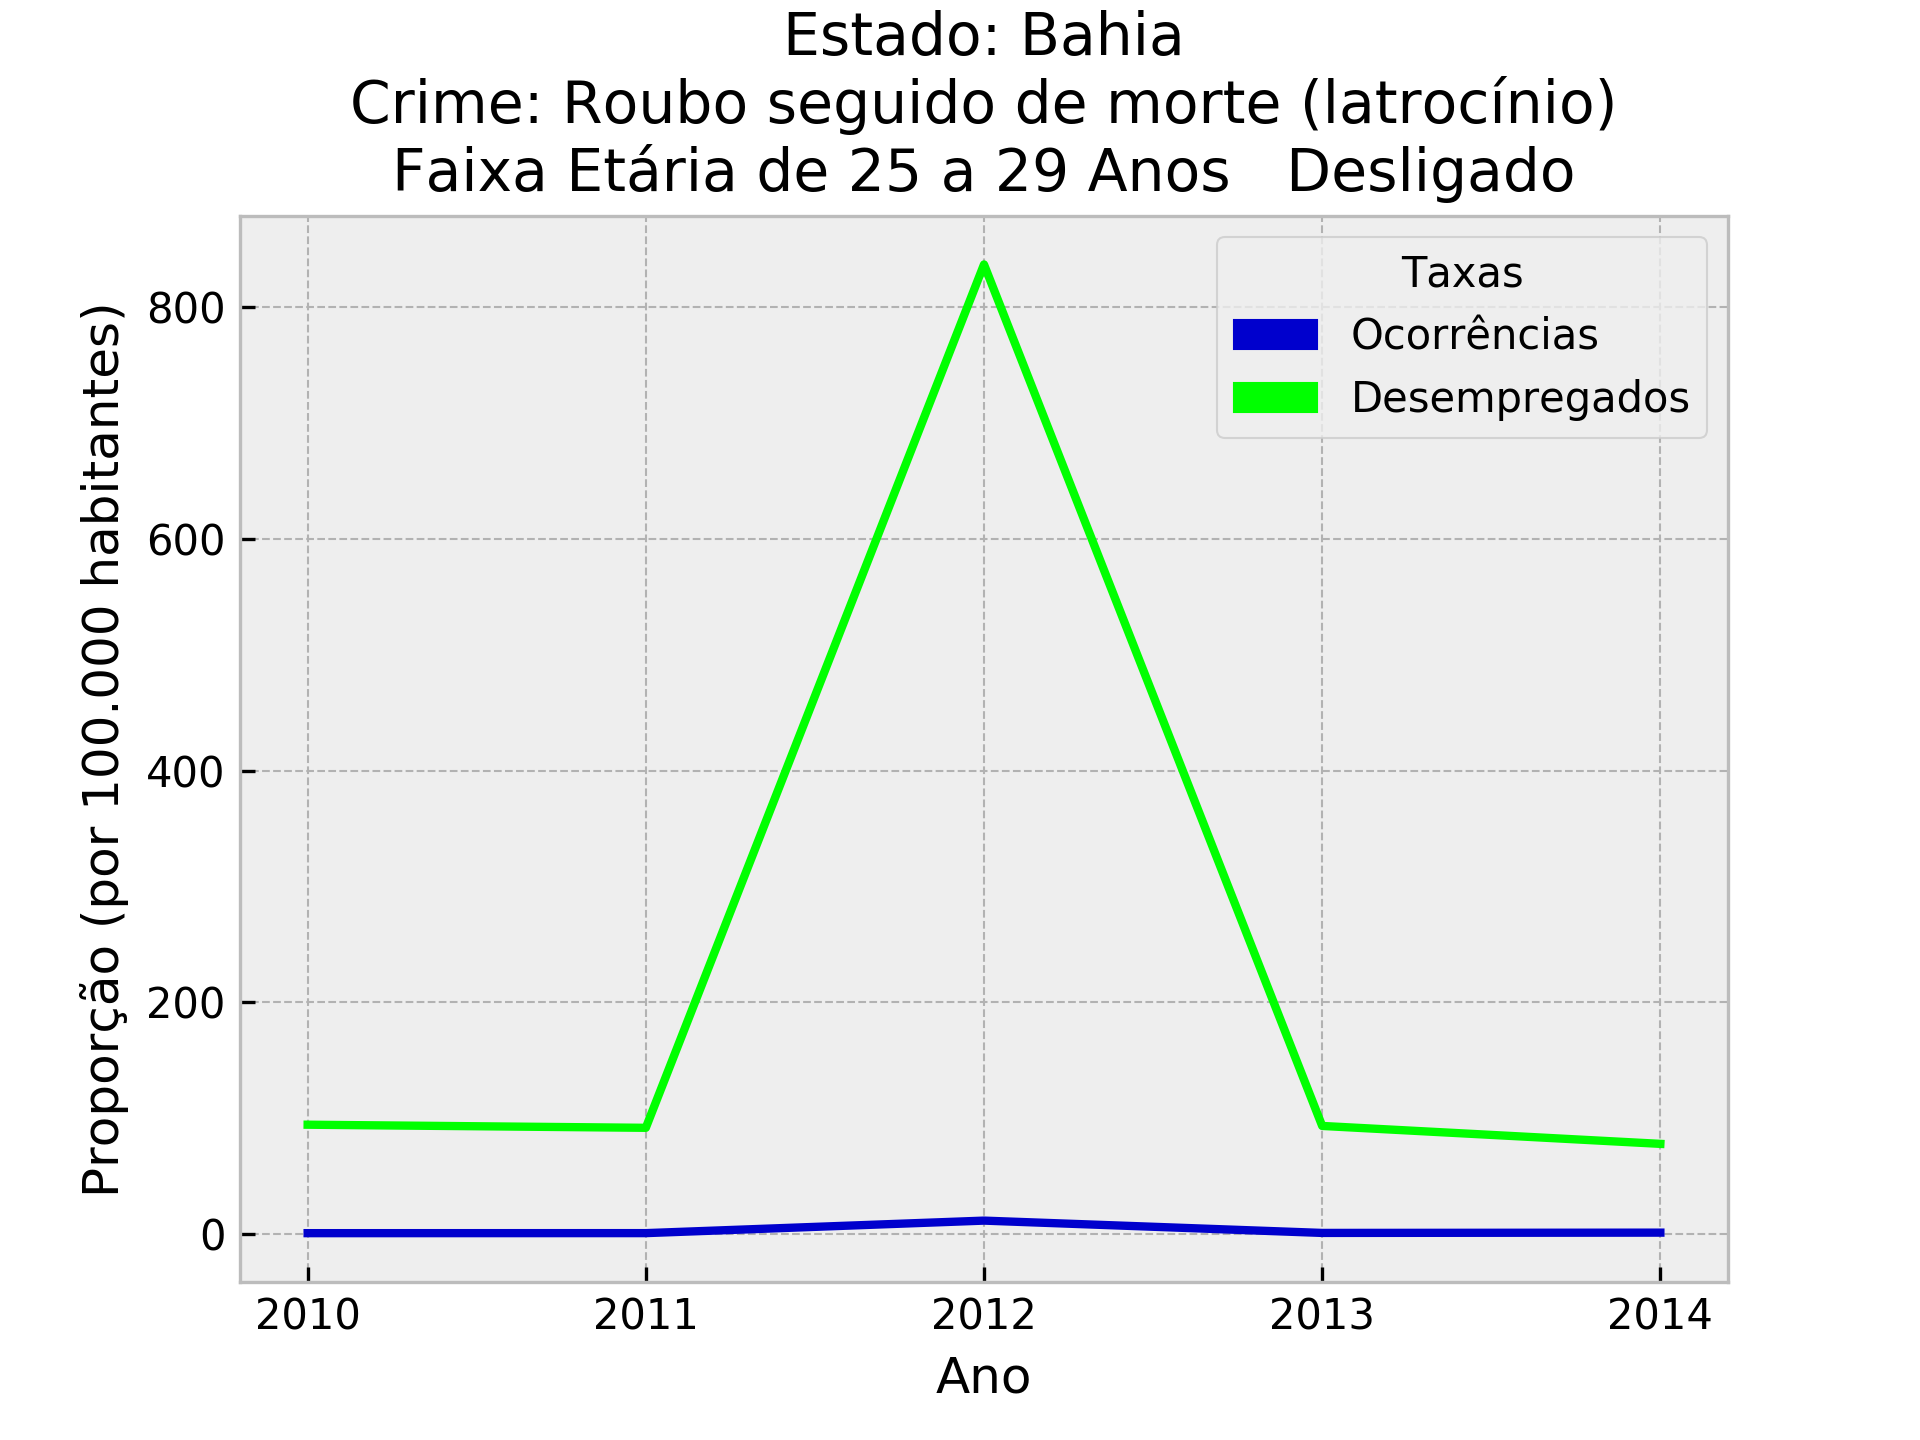 Estado: Bahia
Crime: Roubo seguido de morte (latrocínio)
Faixa Etária de 25 a 29 Anos   Desligado
Taxas
Ocorrências
Desempregados
Proporção (por 100.000 habitantes)
800
600
400
200
0
2010 2011 2012 2013 2014
Ano